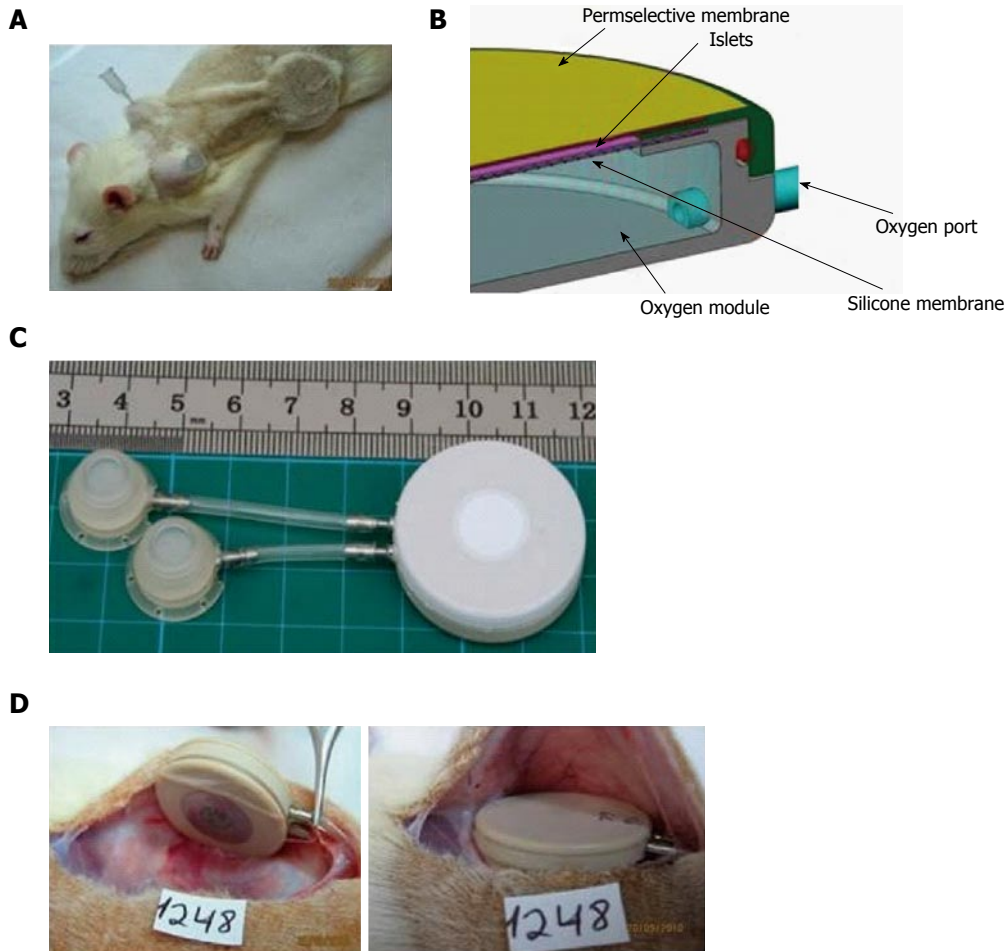 A
B
Permselective membrane
Islets
Oxygen port
Silicone membrane
Oxygen module
C
3 4 5 6 7 8 9 10 11 12
mm
D
1248
1248